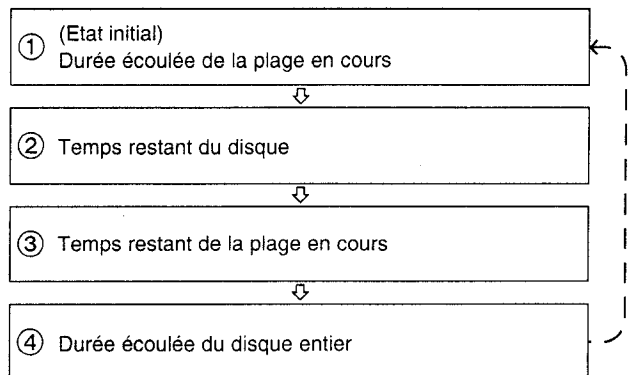 ① (Etat initial)
Durée écoulée de la plage en cours
② Temps restant du disque
③ Temps restant de la plage en cours
④ Durée écoulée du disque entier